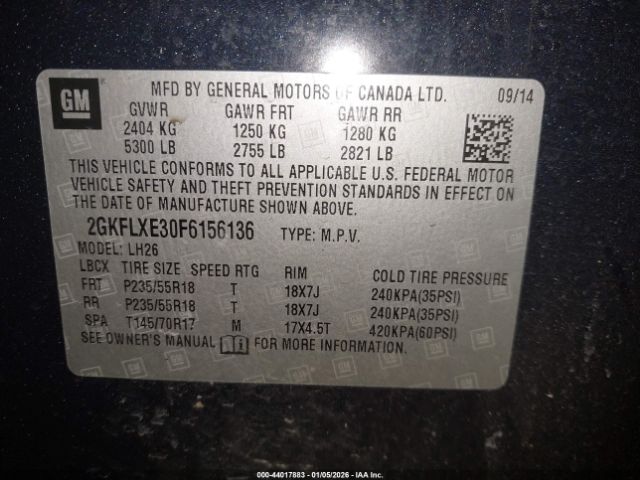 GM
MFD BY GENERAL MOTORS OF CANADA LTD. 09/14
GVWR GAWR FRT GAWR RR
2404 KG 1250 KG 1280 KG
5300 LB 2755 LB 2821 LB
THIS VEHICLE CONFORMS TO ALL APPLICABLE U.S. FEDERAL MOTOR
VEHICLE SAFETY AND THEFT PREVENTION STANDARDS IN EFFECT ON
THE DATE OF MANUFACTURE SHOWN ABOVE.
2GKFLXE30F6156136 TYPE: M.P.V.
MODEL: LH26
LBCX TIRE SIZE SPEED RTG RIM COLD TIRE PRESSURE
FRT P235/55R18 T 18X7J 240KPA(35PSI)
RR P235/55R18 T 18X7J 240KPA(35PSI)
SPA T145/70R17 M 17X4.5T 420KPA(60PSI)
SEE OWNER'S MANUAL FOR MORE INFORMATION.
000-44017883 - 01/05/2026 - IAA Inc.